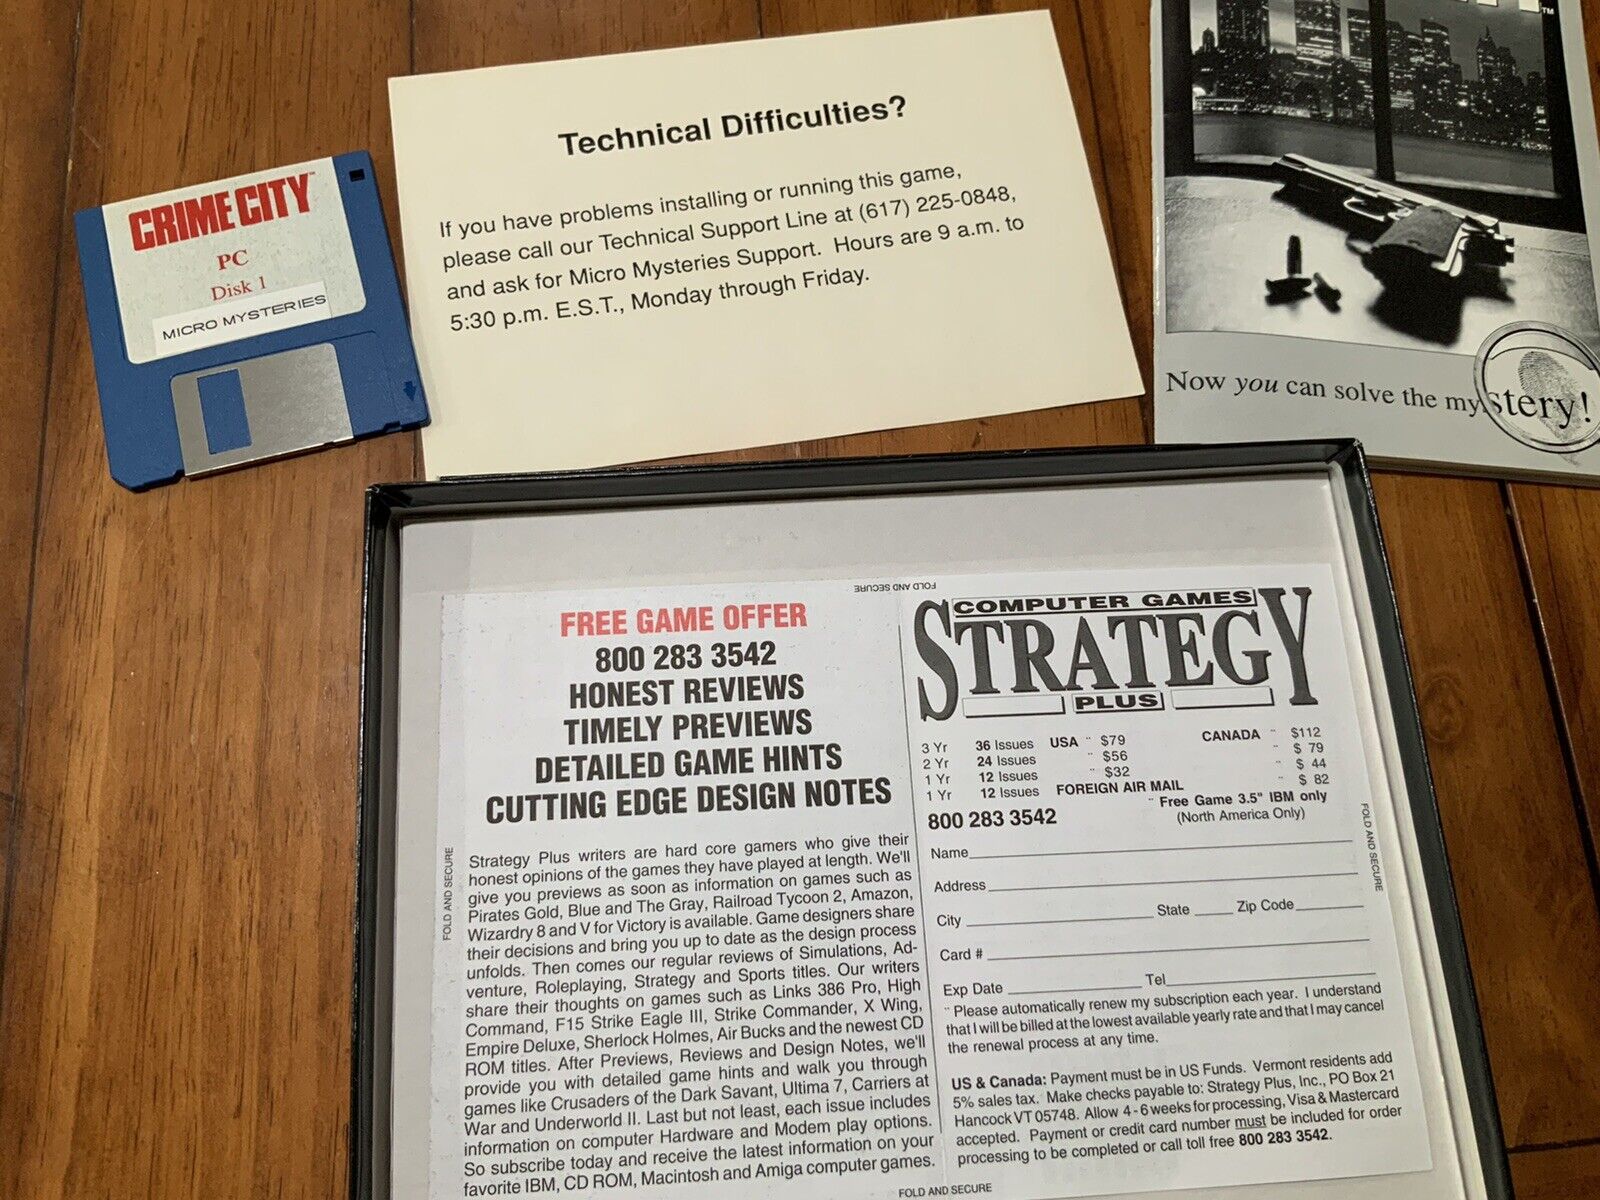 CRIME CITY™
PC
Disk 1
MICRO MYSTERIES
Technical Difficulties?
If you have problems installing or running this game,
please call our Technical Support Line at (617) 225-0848,
and ask for Micro Mysteries Support. Hours are 9 a.m. to
5:30 p.m. E.S.T., Monday through Friday.
TM
Now you can solve the mystery!
FOLD AND SECURE
FREE GAME OFFER
800 283 3542
HONEST REVIEWS
TIMELY PREVIEWS
DETAILED GAME HINTS
CUTTING EDGE DESIGN NOTES
FOLD AND SECURE
Strategy Plus writers are hard core gamers who give their
honest opinions of the games they have played at length. We'll
give you previews as soon as information on games such as
Pirates Gold, Blue and The Gray, Railroad Tycoon 2, Amazon,
Wizardry 8 and V for Victory is available. Game designers share
their decisions and bring you up to date as the design process
unfolds. Then comes our regular reviews of Simulations, Ad-
venture, Roleplaying, Strategy and Sports titles. Our writers
share their thoughts on games such as Links 386 Pro, High
Command, F15 Strike Eagle III, Strike Commander, X Wing,
Empire Deluxe, Sherlock Holmes, Air Bucks and the newest CD
ROM titles. After Previews, Reviews and Design Notes, we'll
provide you with detailed game hints and walk you through
games like Crusaders of the Dark Savant, Ultima 7, Carriers at
War and Underworld II. Last but not least, each issue includes
information on computer Hardware and Modem play options.
So subscribe today and receive the latest information on your
favorite IBM, CD ROM, Macintosh and Amiga computer games.
COMPUTER GAMES
STRATEGY
PLUS
3 Yr 36 Issues USA ¨ $79 CANADA ¨ $112
2 Yr 24 Issues ¨ $56 ¨ $ 79
1 Yr 12 Issues ¨ $32 ¨ $ 44
1 Yr 12 Issues FOREIGN AIR MAIL ¨ $ 82
800 283 3542 ¨ Free Game 3.5" IBM only
(North America Only)
Name
Address
City State Zip Code
Card #
Exp Date Tel
¨ Please automatically renew my subscription each year. I understand
that I will be billed at the lowest available yearly rate and that I may cancel
the renewal process at any time.
US & Canada: Payment must be in US Funds. Vermont residents add
5% sales tax. Make checks payable to: Strategy Plus, Inc., PO Box 21
Hancock VT 05748. Allow 4 - 6 weeks for processing, Visa & Mastercard
accepted. Payment or credit card number must be included for order
processing to be completed or call toll free 800 283 3542.
FOLD AND SECURE
FOLD AND SECURE